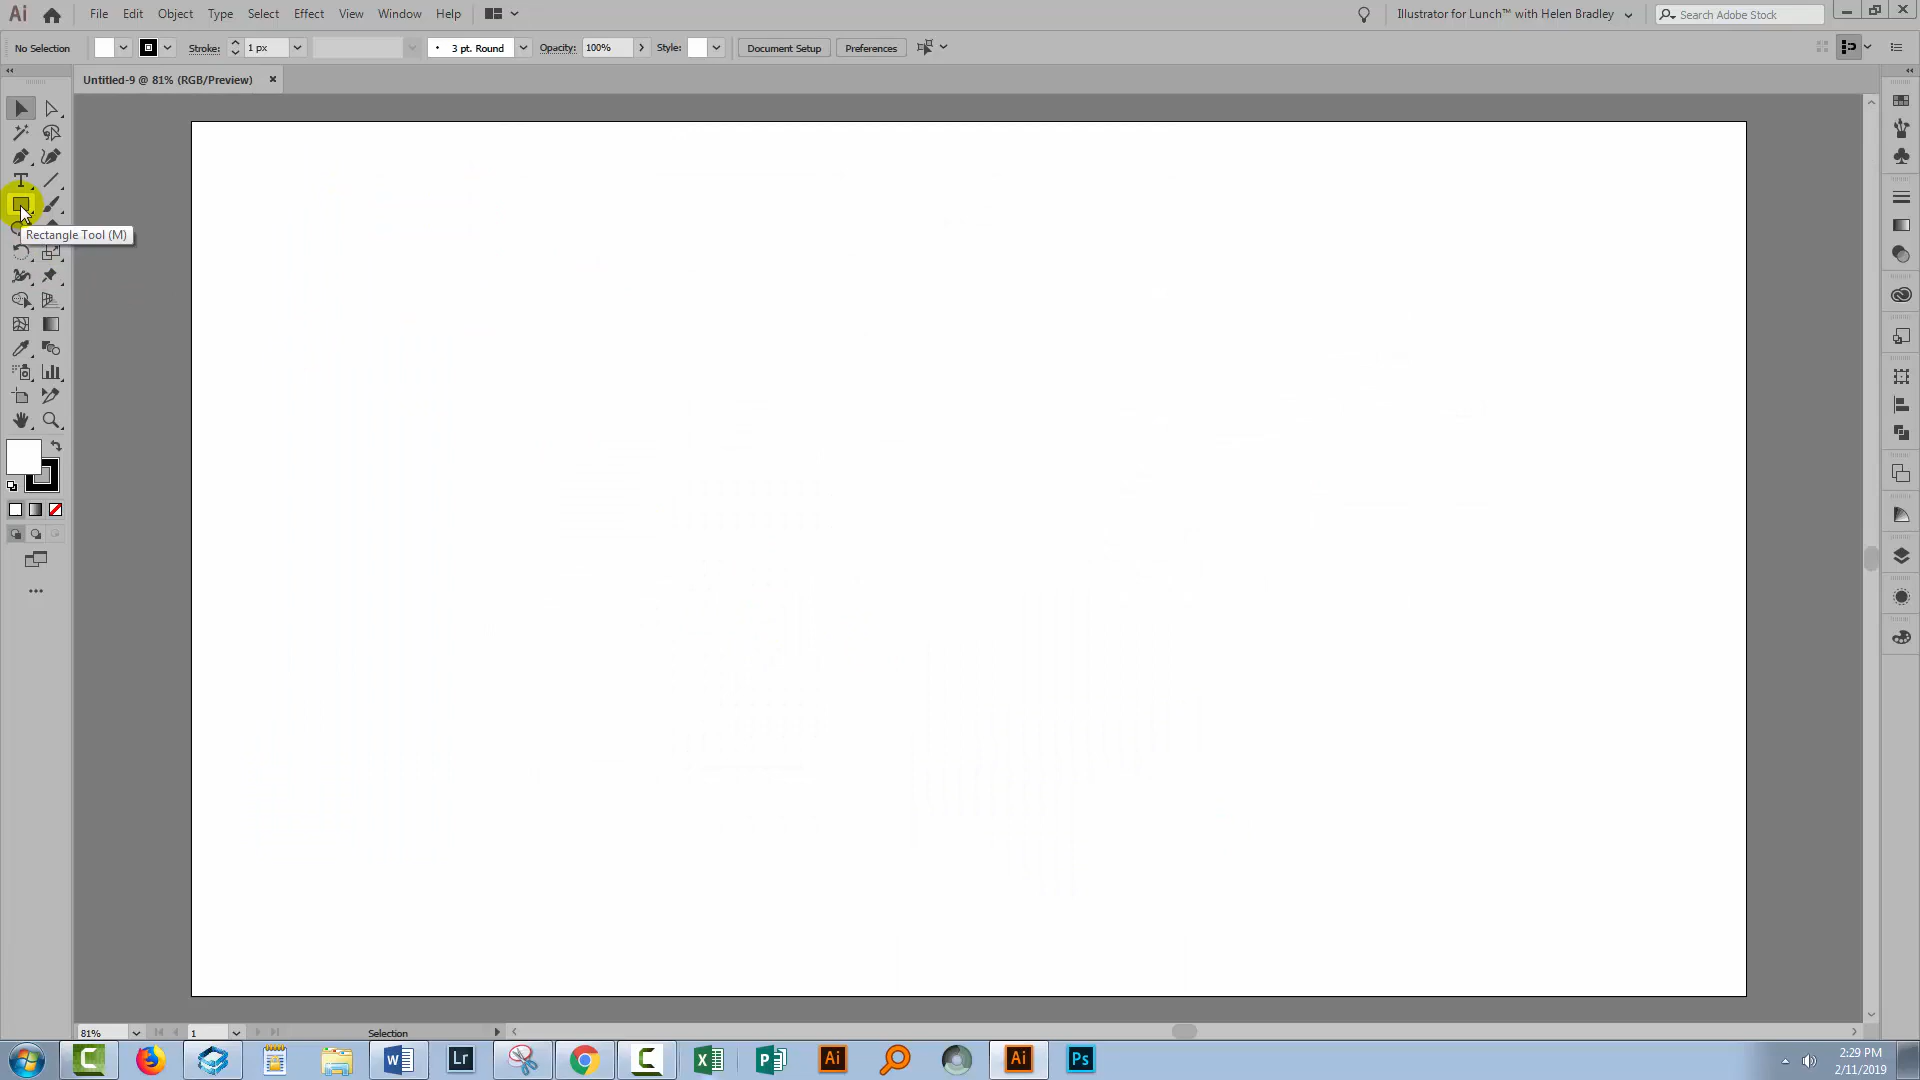 Ai File Edit Object Type Select Effect View Window Help Illustrator for Lunch™ with Helen Bradley Search Adobe Stock
No Selection Stroke: 1 px 3 pt. Round Opacity: 100% Style: Document Setup Preferences
Untitled-9 @ 81% (RGB/Preview)
Rectangle Tool (M)
81% 1 Selection
Lr Ai Ai Ps
2:29 PM
2/11/2019